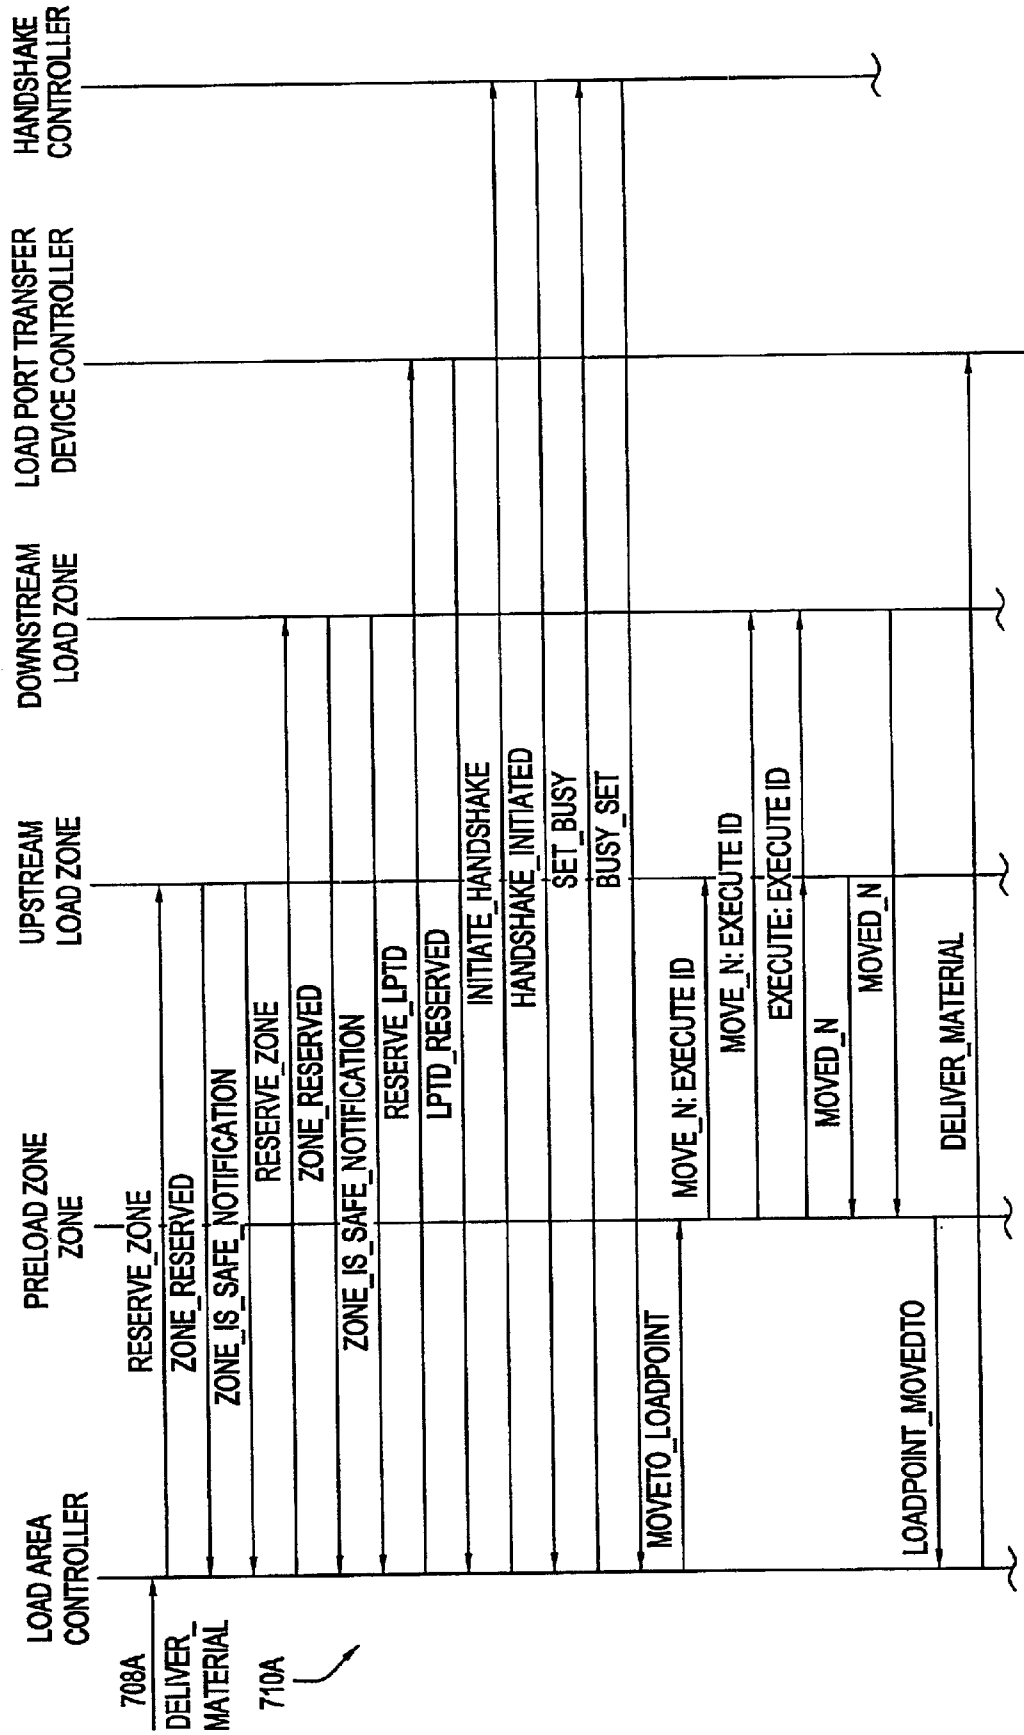 LOAD AREA
CONTROLLER
PRELOAD ZONE
ZONE
UPSTREAM
LOAD ZONE
DOWNSTREAM
LOAD ZONE
LOAD PORT TRANSFER
DEVICE CONTROLLER
HANDSHAKE
CONTROLLER
708A
DELIVER_
MATERIAL
710A
RESERVE_ZONE
ZONE_RESERVED
ZONE_IS_SAFE_NOTIFICATION
RESERVE_ZONE
ZONE_RESERVED
ZONE_IS_SAFE_NOTIFICATION
RESERVE_LPTD
LPTD_RESERVED
INITIATE_HANDSHAKE
HANDSHAKE_INITIATED
SET_BUSY
BUSY_SET
MOVETO_LOADPOINT
MOVE_N: EXECUTE ID
MOVE_N: EXECUTE ID
EXECUTE: EXECUTE ID
MOVED_N
MOVED_N
LOADPOINT_MOVEDTO
DELIVER_MATERIAL